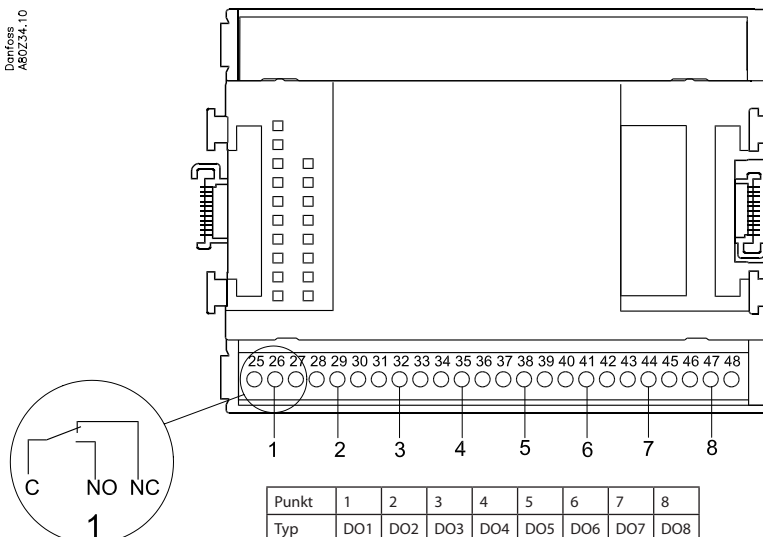 Danfoss
A80Z34.10
25 26 27 28 29 30 31 32 33 34 35 36 37 38 39 40 41 42 43 44 45 46 47 48
1 2 3 4 5 6 7 8
C NO NC
1
Punkt 1 2 3 4 5 6 7 8
Typ DO1 DO2 DO3 DO4 DO5 DO6 DO7 DO8